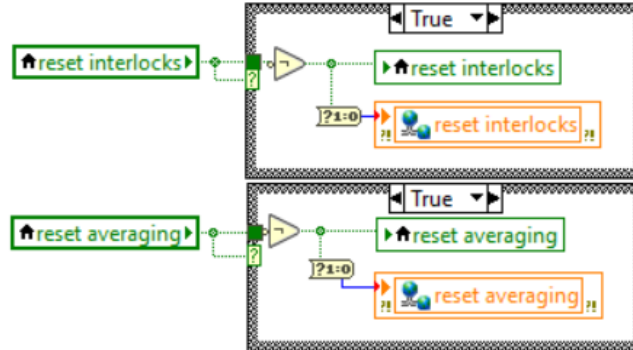 True
reset interlocks
reset interlocks
?
?1:0
reset interlocks
?!
?!
True
reset averaging
reset averaging
?
?1:0
reset averaging
?!
?!